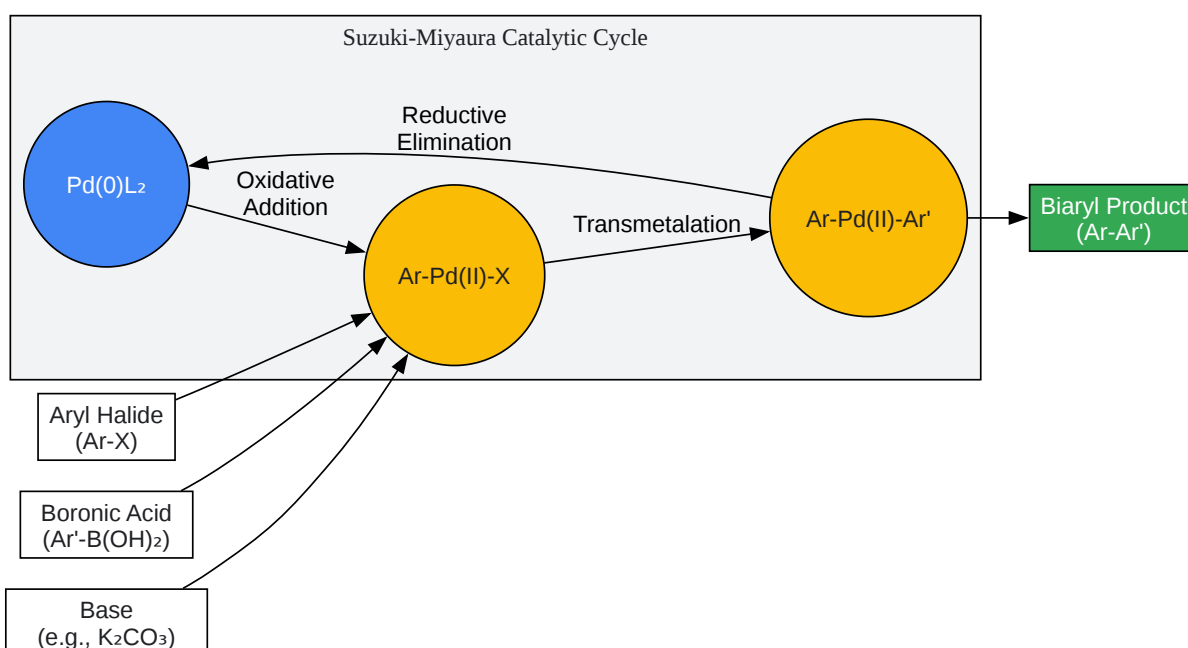 Suzuki-Miyaura Catalytic Cycle
Reductive
Elimination
Pd(0)L₂
Oxidative
Addition
Transmetalation
Ar-Pd(II)-X
Ar-Pd(II)-Ar'
Biaryl Product
(Ar-Ar')
Aryl Halide
(Ar-X)
Boronic Acid
(Ar'-B(OH)₂)
Base
(e.g., K₂CO₃)